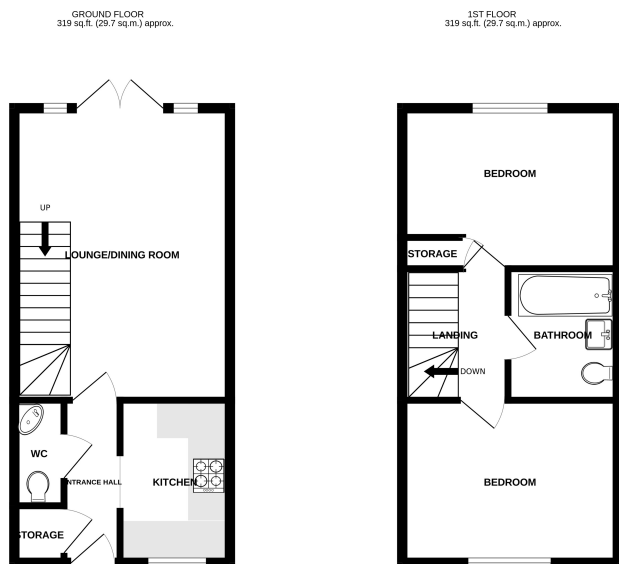 GROUND FLOOR
319 sq.ft. (29.7 sq.m.) approx.
UP
LOUNGE/DINING ROOM
WC
ENTRANCE HALL
KITCHEN
STORAGE
1ST FLOOR
319 sq.ft. (29.7 sq.m.) approx.
BEDROOM
STORAGE
LANDING
BATHROOM
DOWN
BEDROOM